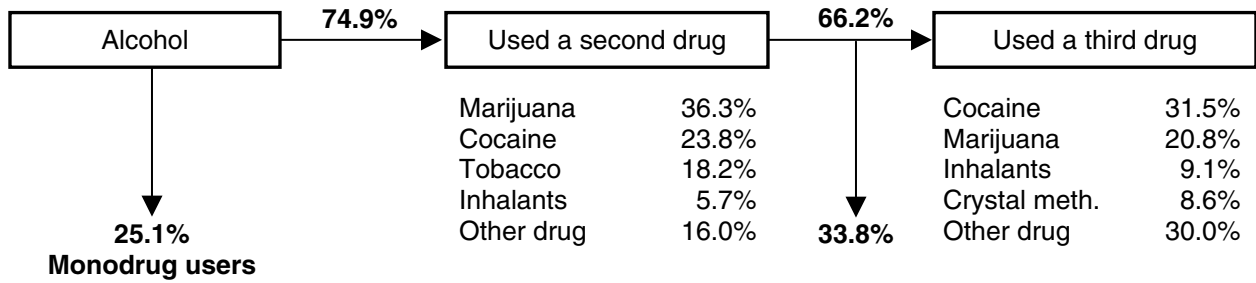 74.9%
66.2%
Alcohol
Used a second drug
Used a third drug
Marijuana 36.3%
Cocaine 23.8%
Tobacco 18.2%
Inhalants 5.7%
Other drug 16.0%
Cocaine 31.5%
Marijuana 20.8%
Inhalants 9.1%
Crystal meth. 8.6%
Other drug 30.0%
25.1%
Monodrug users
33.8%